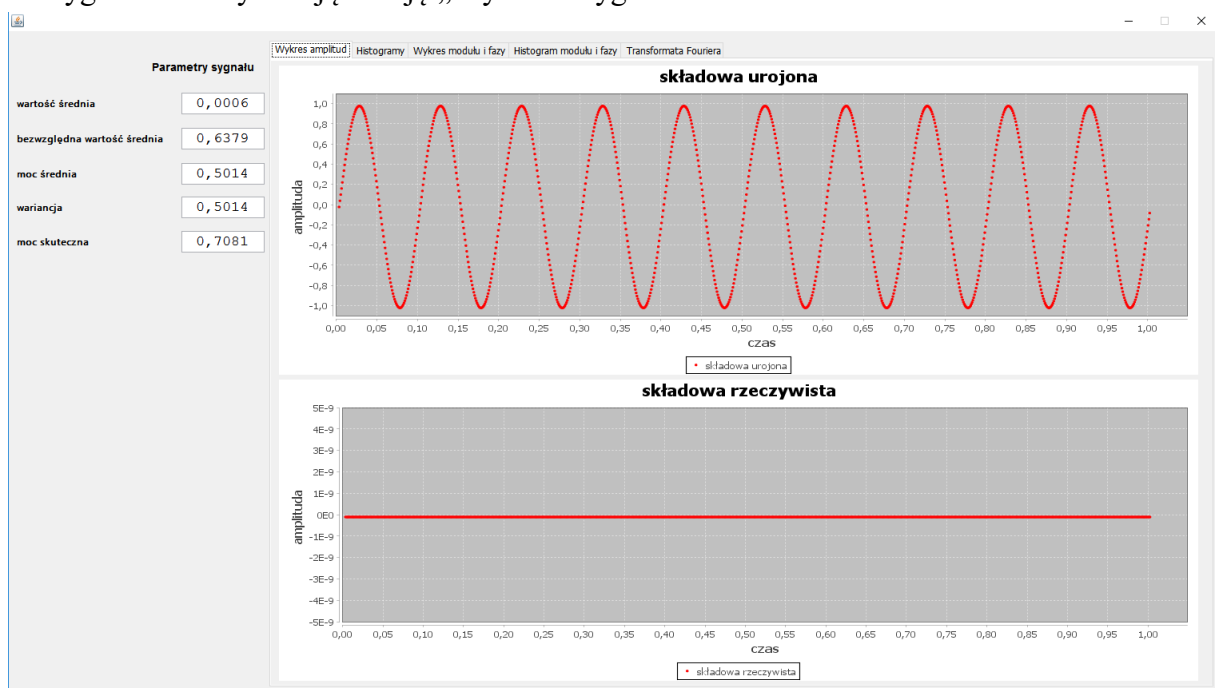 Wykres amplitud Histogramy Wykres modułu i fazy Histogram modułu i fazy Transformata Fouriera
Parametry sygnału
wartość średnia 0,0006
bezwzględna wartość średnia 0,6379
moc średnia 0,5014
wariancja 0,5014
moc skuteczna 0,7081
składowa urojona
amplituda
1,0
0,8
0,6
0,4
0,2
0,0
-0,2
-0,4
-0,6
-0,8
-1,0
0,00 0,05 0,10 0,15 0,20 0,25 0,30 0,35 0,40 0,45 0,50 0,55 0,60 0,65 0,70 0,75 0,80 0,85 0,90 0,95 1,00
czas
składowa urojona
składowa rzeczywista
amplituda
5E-9
4E-9
3E-9
2E-9
1E-9
0E0
-1E-9
-2E-9
-3E-9
-4E-9
-5E-9
0,00 0,05 0,10 0,15 0,20 0,25 0,30 0,35 0,40 0,45 0,50 0,55 0,60 0,65 0,70 0,75 0,80 0,85 0,90 0,95 1,00
czas
składowa rzeczywista